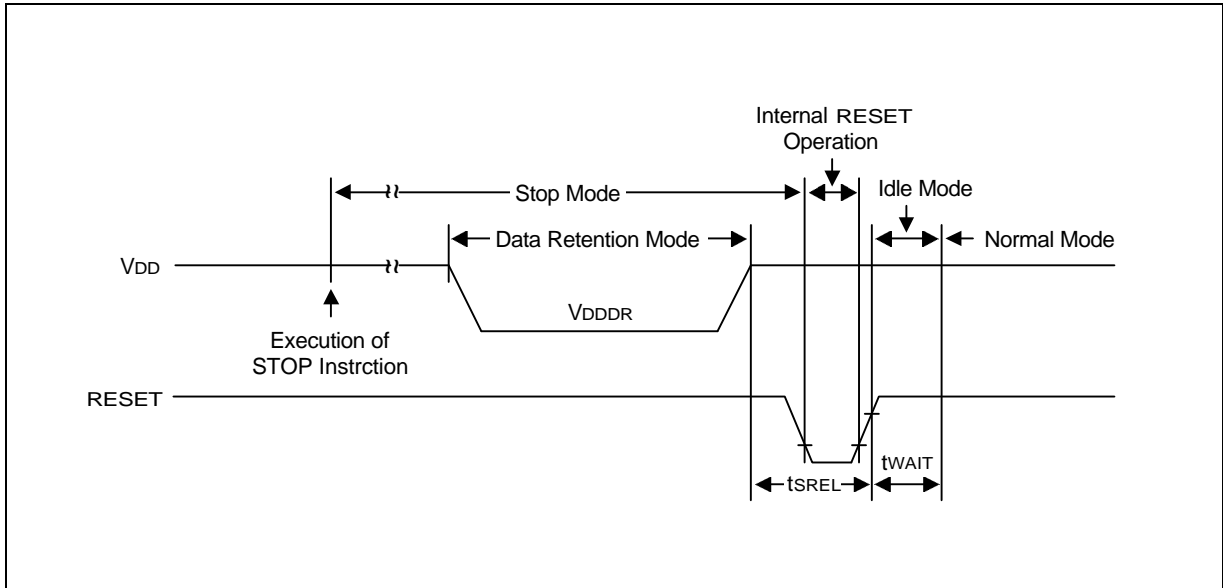 Internal RESET
Operation
Idle Mode
Stop Mode
Data Retention Mode
Normal Mode
VDD
VDDDR
Execution of
STOP Instrction
RESET
tWAIT
tSREL